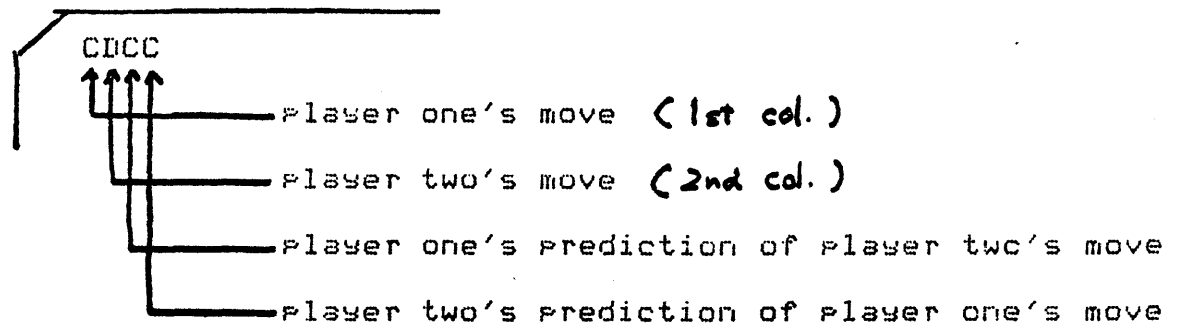 CDCC
player one's move (1st col.)
player two's move (2nd col.)
player one's prediction of player two's move
player two's prediction of player one's move